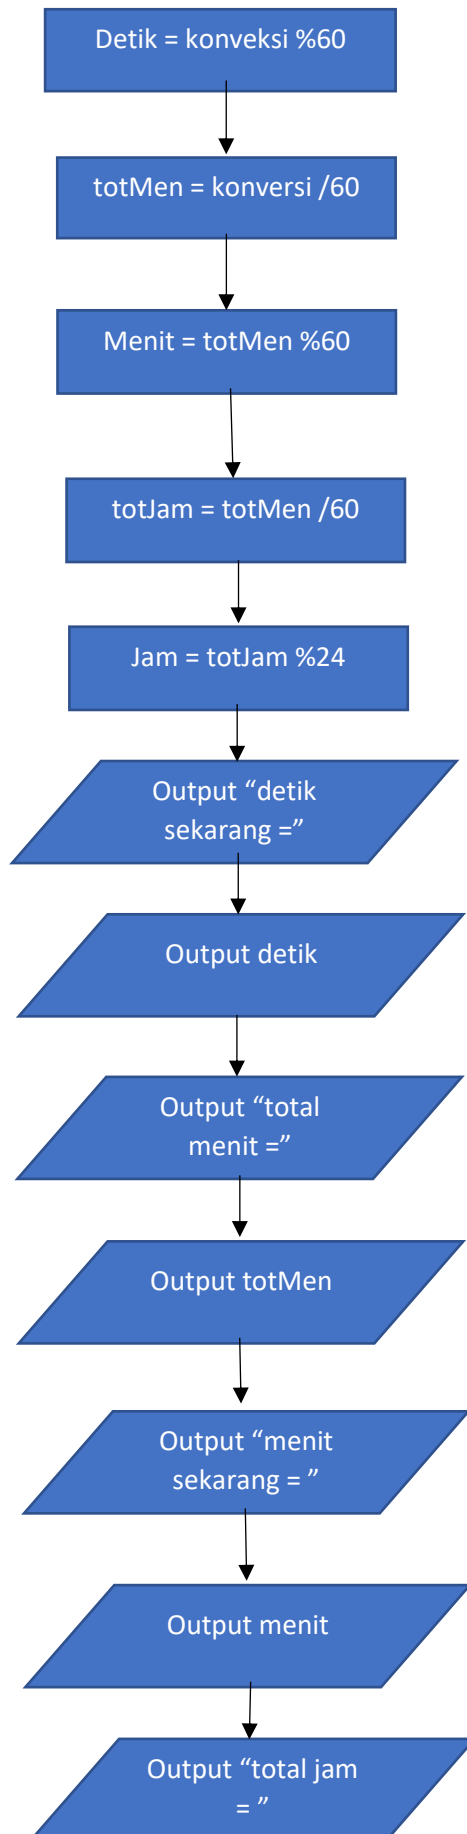 Detik = konveksi %60
totMen = konversi /60
Menit = totMen %60
totJam = totMen /60
Jam = totJam %24
Output “detik
sekarang =”
Output detik
Output “total
menit =”
Output totMen
Output “menit
sekarang = ”
Output menit
Output “total jam
= ”